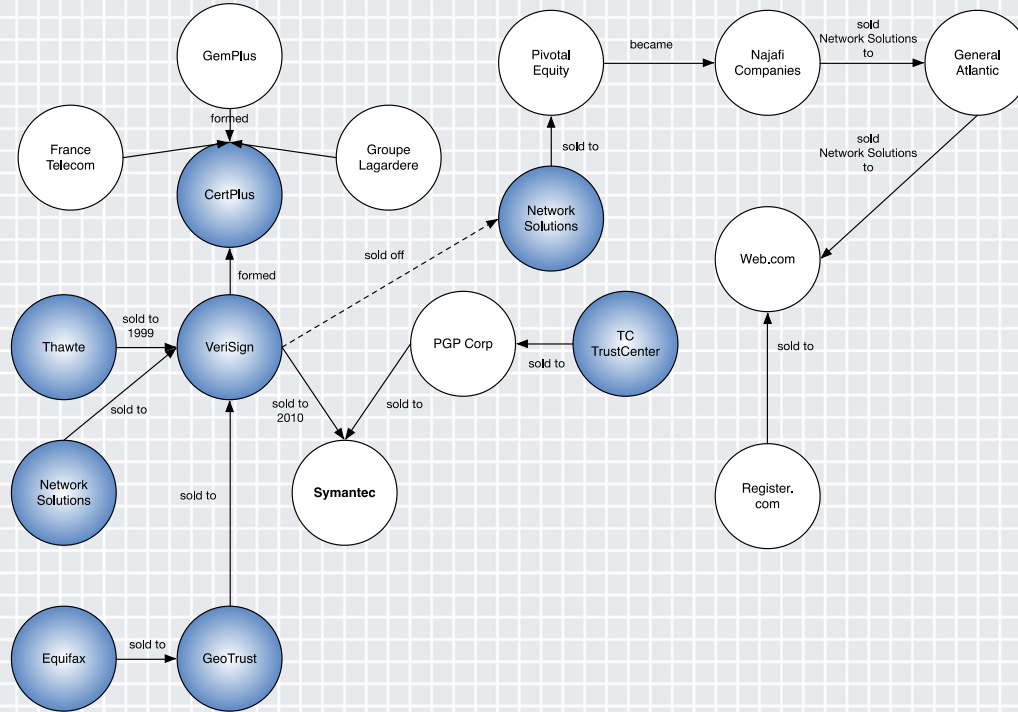 GemPlus
Pivotal
Equity
became
Najafi
Companies
sold
Network Solutions
to
General
Atlantic
formed
France
Telecom
Groupe
Lagardere
CertPlus
sold to
Network
Solutions
sold
Network Solutions
to
sold off
Web.com
formed
Thawte
sold to
1999
VeriSign
PGP Corp
sold to
TC
TrustCenter
sold to
sold to
sold to
2010
sold to
Network
Solutions
sold to
Symantec
Register.
com
Equifax
sold to
GeoTrust